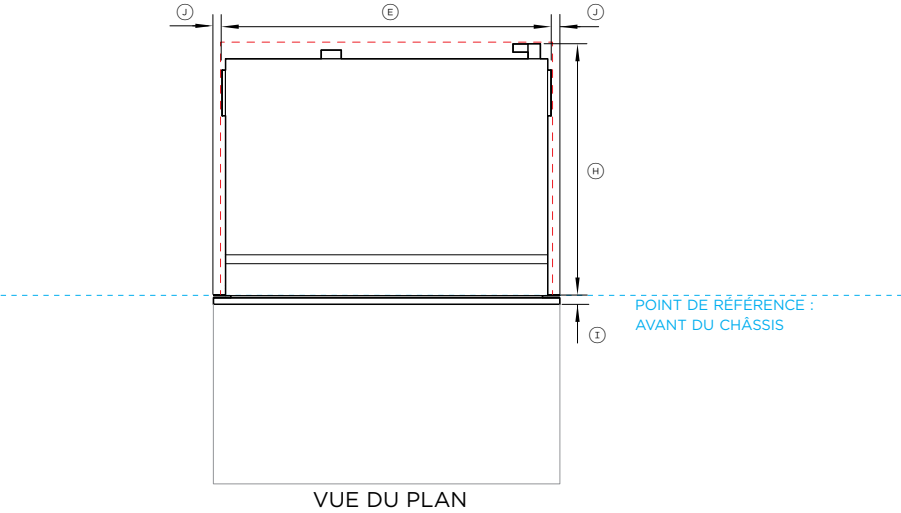 J E J
H
POINT DE RÉFÉRENCE :
AVANT DU CHÂSSIS
I
VUE DU PLAN